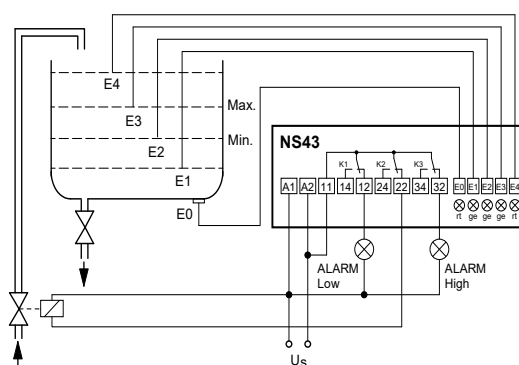 E4
Max.
E3
Min.
E2
E1
E0
NS43
K1 K2 K3
A1 A2 11 14 12 24 22 34 32 E0 E1 E2 E3 E4
rt ge ge ge rt
ALARM
Low
ALARM
High
Us